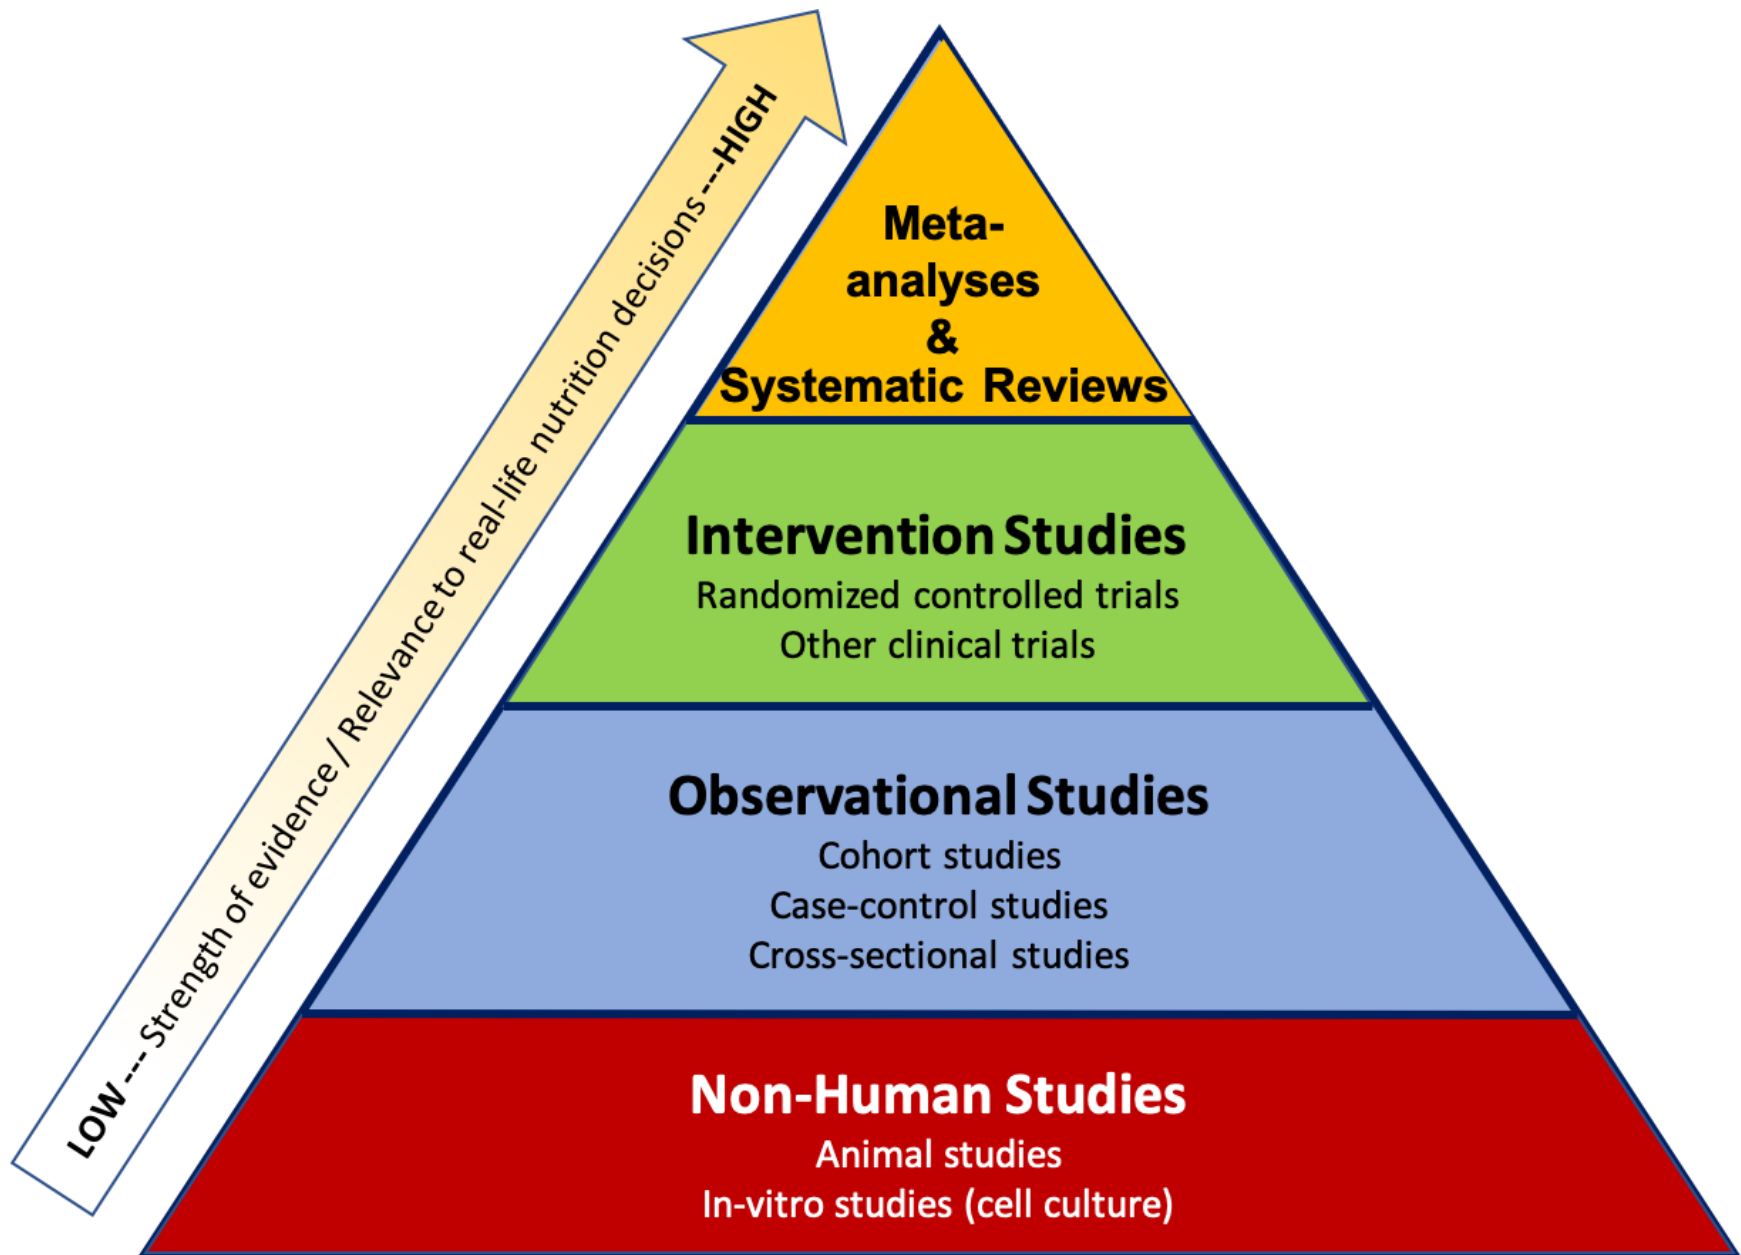 LOW ---- Strength of evidence / Relevance to real-life nutrition decisions ----HIGH
Meta-
analyses
&
Systematic Reviews
Intervention Studies
Randomized controlled trials
Other clinical trials
Observational Studies
Cohort studies
Case-control studies
Cross-sectional studies
Non-Human Studies
Animal studies
In-vitro studies (cell culture)